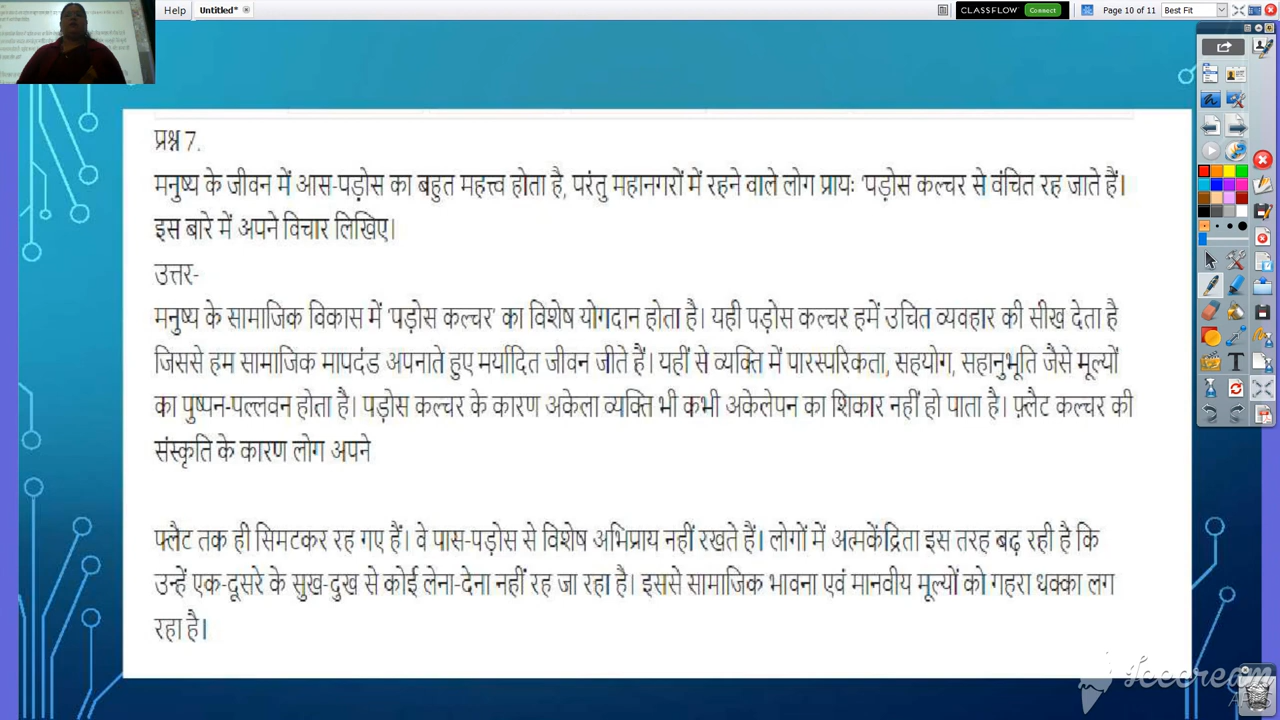 Help
Untitled*
CLASSFLOW
Connect
Page 10 of 11
Best Fit
प्रश्न 7.
मनुष्य के जीवन में आस-पड़ोस का बहुत महत्त्व होता है, परंतु महानगरों में रहने वाले लोग प्रायः 'पड़ोस कल्चर से वंचित रह जाते हैं।
इस बारे में अपने विचार लिखिए।
उत्तर-
मनुष्य के सामाजिक विकास में 'पड़ोस कल्चर' का विशेष योगदान होता है। यही पड़ोस कल्चर हमें उचित व्यवहार की सीख देता है
जिससे हम सामाजिक मापदंड अपनाते हुए मर्यादित जीवन जीते हैं। यहीं से व्यक्ति में पारस्परिकता, सहयोग, सहानुभूति जैसे मूल्यों
का पुष्पन-पल्लवन होता है। पड़ोस कल्चर के कारण अकेला व्यक्ति भी कभी अकेलेपन का शिकार नहीं हो पाता है। फ़्लैट कल्चर की
संस्कृति के कारण लोग अपने
फ्लैट तक ही सिमटकर रह गए हैं। वे पास-पड़ोस से विशेष अभिप्राय नहीं रखते हैं। लोगों में अत्मकेंद्रिता इस तरह बढ़ रही है कि
उन्हें एक-दूसरे के सुख-दुख से कोई लेना-देना नहीं रह जा रहा है। इससे सामाजिक भावना एवं मानवीय मूल्यों को गहरा धक्का लग
रहा है।
Icecream
APPS